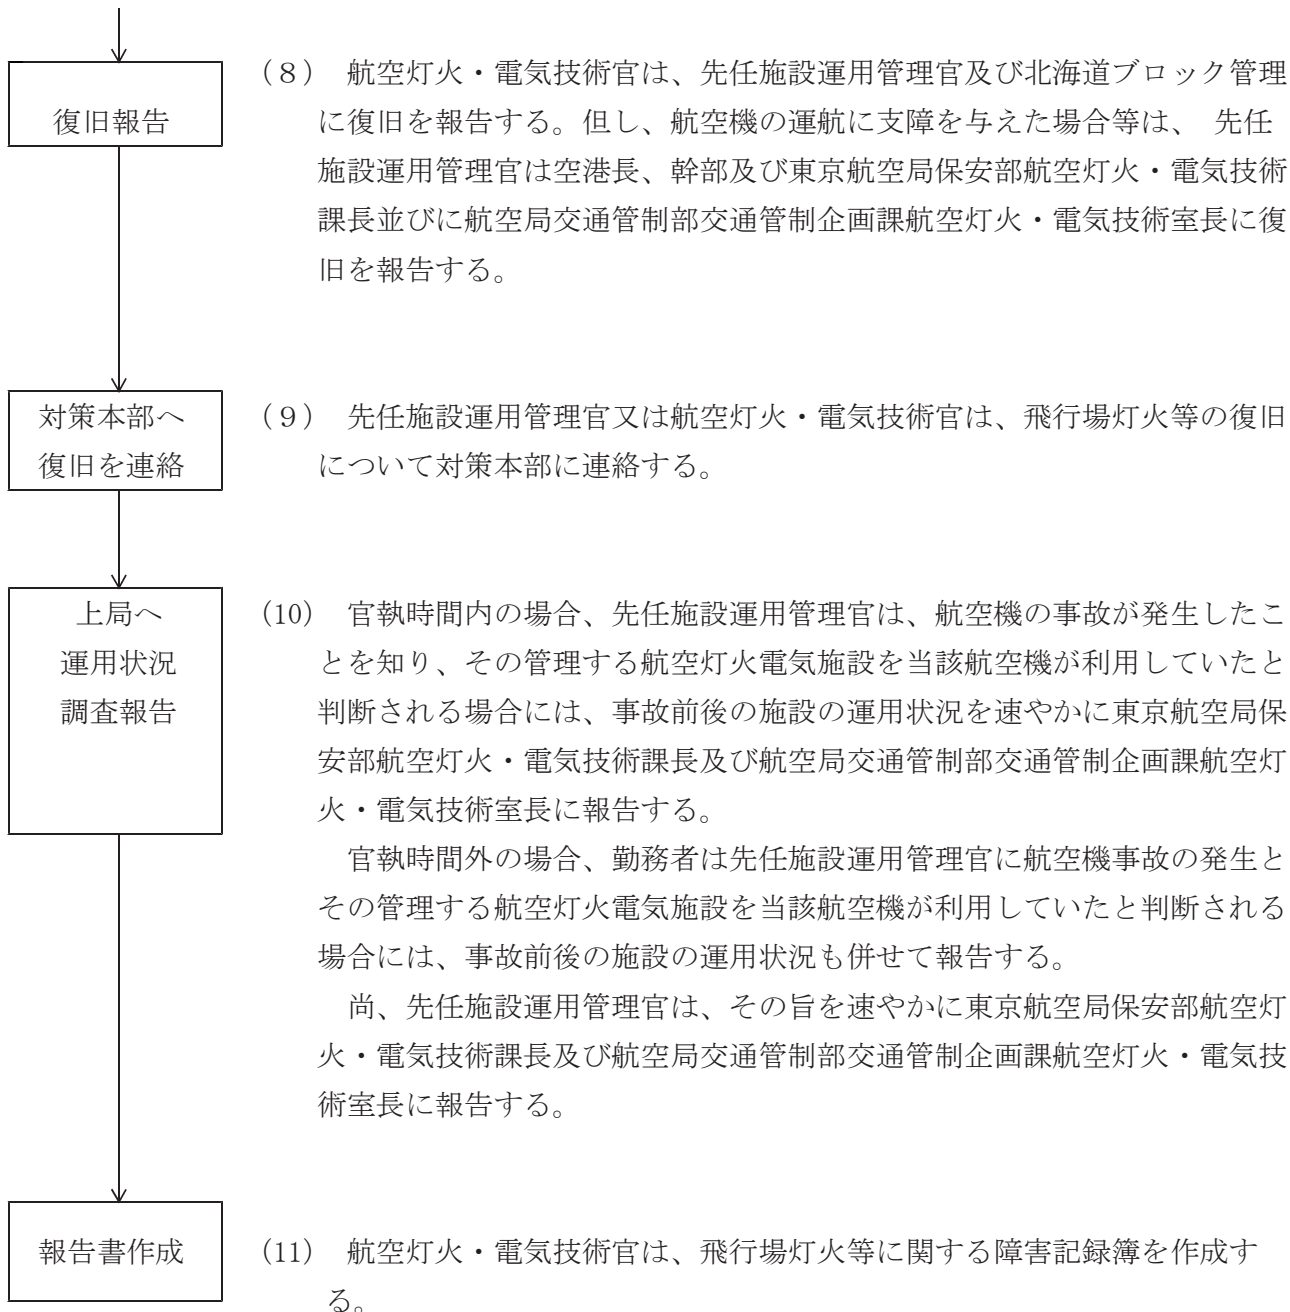 復旧報告
(8) 航空灯火・電気技術官は、先任施設運用管理官及び北海道ブロック管理
に復旧を報告する。但し、航空機の運航に支障を与えた場合等は、 先任
施設運用管理官は空港長、幹部及び東京航空局保安部航空灯火・電気技術
課長並びに航空局交通管制部交通管制企画課航空灯火・電気技術室長に復
旧を報告する。
対策本部へ
復旧を連絡
(9) 先任施設運用管理官又は航空灯火・電気技術官は、飛行場灯火等の復旧
について対策本部に連絡する。
上局へ
運用状況
調査報告
(10) 官執時間内の場合、先任施設運用管理官は、航空機の事故が発生したこ
とを知り、その管理する航空灯火電気施設を当該航空機が利用していたと
判断される場合には、事故前後の施設の運用状況を速やかに東京航空局保
安部航空灯火・電気技術課長及び航空局交通管制部交通管制企画課航空灯
火・電気技術室長に報告する。
官執時間外の場合、勤務者は先任施設運用管理官に航空機事故の発生と
その管理する航空灯火電気施設を当該航空機が利用していたと判断される
場合には、事故前後の施設の運用状況も併せて報告する。
尚、先任施設運用管理官は、その旨を速やかに東京航空局保安部航空灯
火・電気技術課長及び航空局交通管制部交通管制企画課航空灯火・電気技
術室長に報告する。
報告書作成
(11) 航空灯火・電気技術官は、飛行場灯火等に関する障害記録簿を作成す
る。